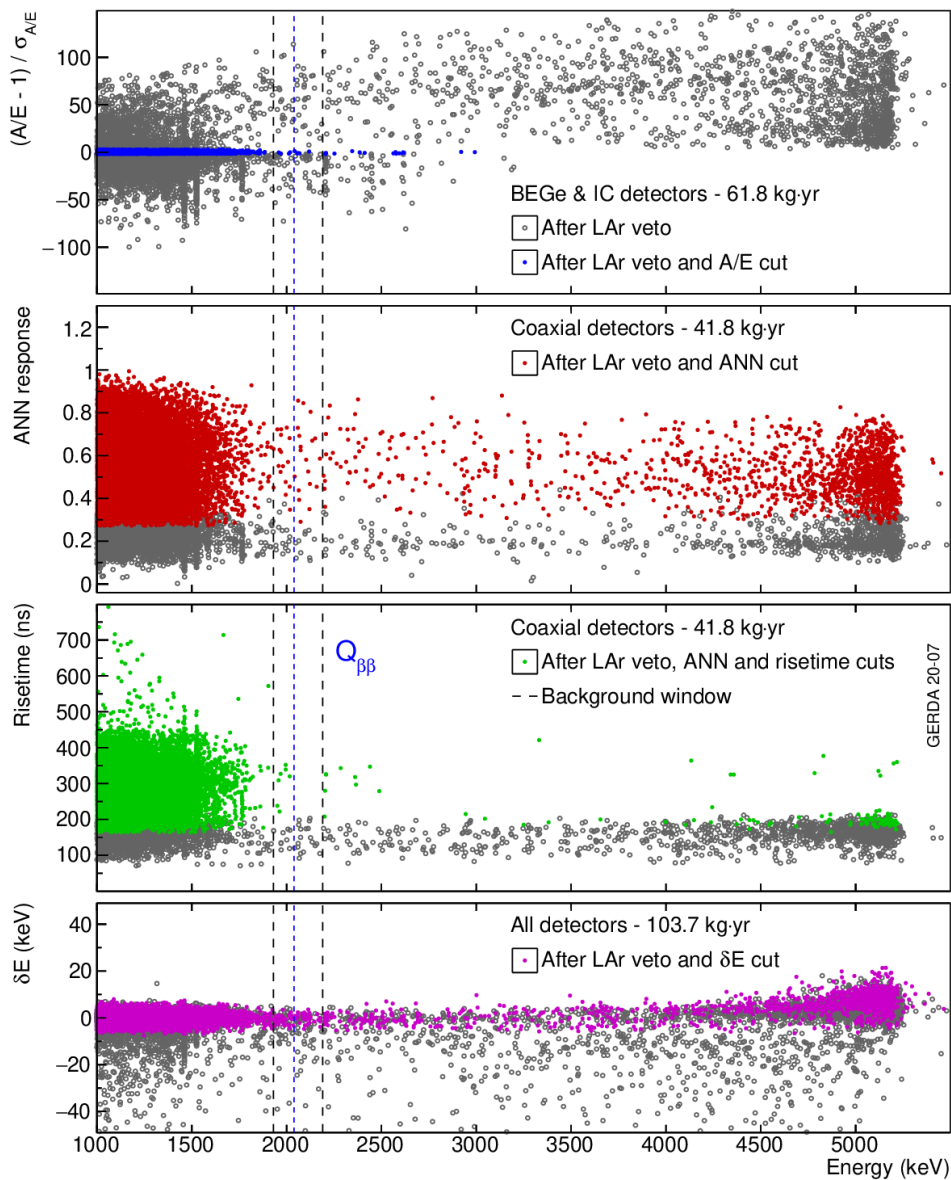 (A/E - 1) / σ_{A/E}
100
50
0
−50
−100
BEGe & IC detectors - 61.8 kg·yr
After LAr veto
After LAr veto and A/E cut
ANN response
1.2
1
0.8
0.6
0.4
0.2
0
Coaxial detectors - 41.8 kg·yr
After LAr veto and ANN cut
Risetime (ns)
700
600
500
400
300
200
100
Q_{ββ}
Coaxial detectors - 41.8 kg·yr
After LAr veto, ANN and risetime cuts
Background window
GERDA 20-07
δE (keV)
40
20
0
−20
−40
All detectors - 103.7 kg·yr
After LAr veto and δE cut
1000 1500 2000 2500 3000 3500 4000 4500 5000
Energy (keV)